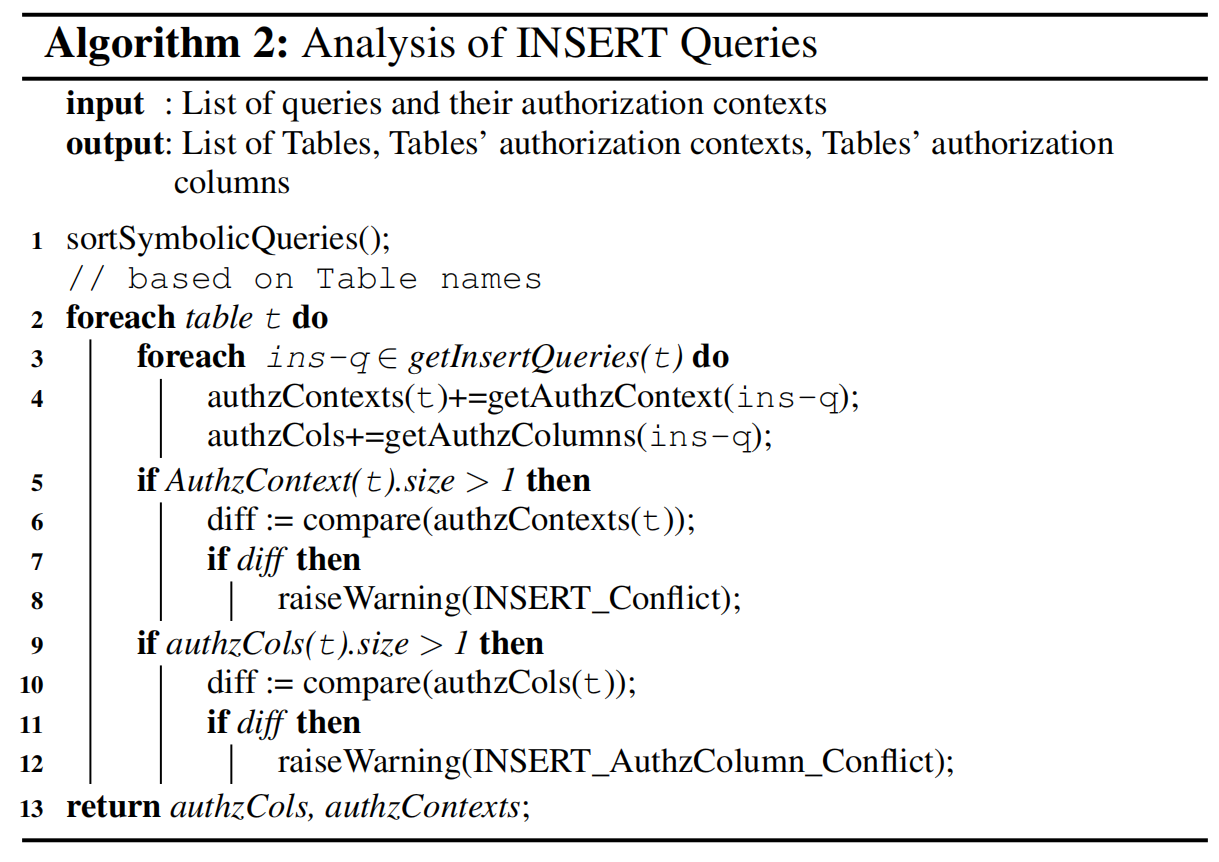 Algorithm 2: Analysis of INSERT Queries
input : List of queries and their authorization contexts
output: List of Tables, Tables’ authorization contexts, Tables’ authorization
columns
1 sortSymbolicQueries();
// based on Table names
2 foreach table t do
3 foreach ins-q ∈ getInsertQueries(t) do
4 authzContexts(t)+=getAuthzContext(ins-q);
authzCols+=getAuthzColumns(ins-q);
5 if AuthzContext(t).size > 1 then
6 diff := compare(authzContexts(t));
7 if diff then
8 raiseWarning(INSERT_Conflict);
9 if authzCols(t).size > 1 then
10 diff := compare(authzCols(t));
11 if diff then
12 raiseWarning(INSERT_AuthzColumn_Conflict);
13 return authzCols, authzContexts;